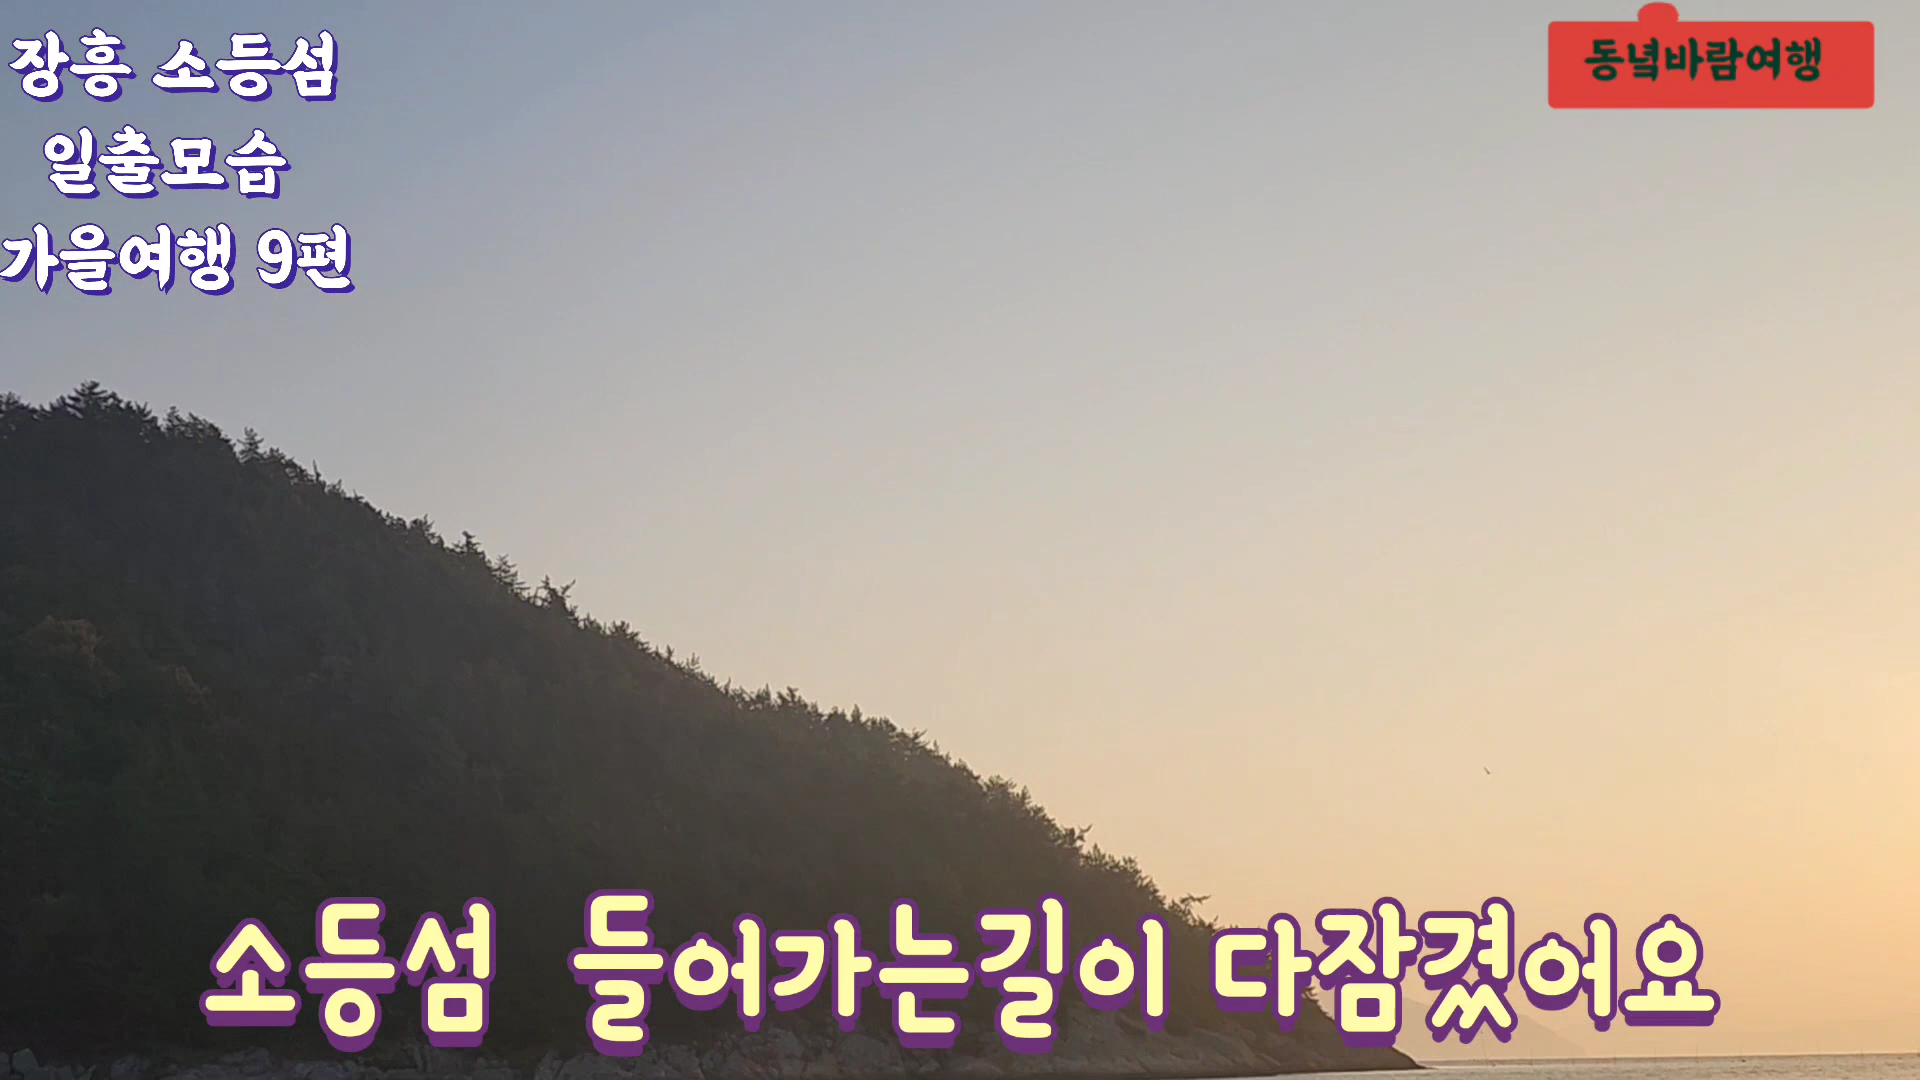 장흥 소등섬
일출모습
가을여행 9편
동녘바람여행
소등섬 들어가는길이 다잠겼어요